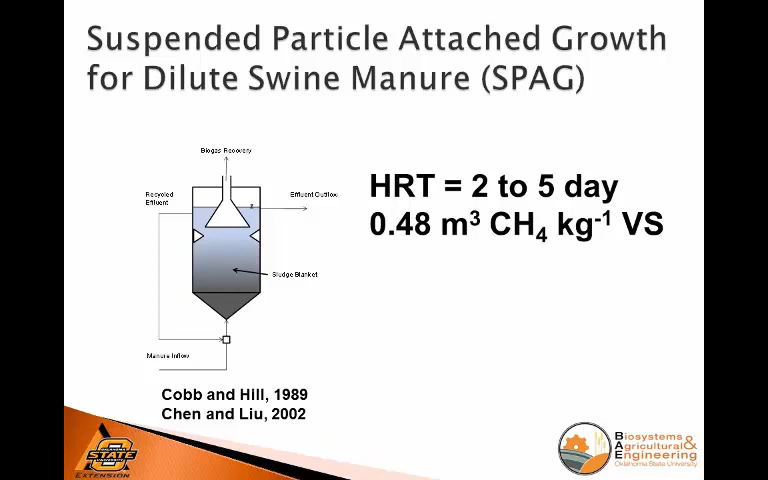 Suspended Particle Attached Growth
for Dilute Swine Manure (SPAG)
Biogas Recovery
Recycled
Effluent
Effluent Outflow
Sludge Blanket
Manure Inflow
HRT = 2 to 5 day
0.48 m³ CH₄ kg⁻¹ VS
Cobb and Hill, 1989
Chen and Liu, 2002
OKLAHOMA
STATE
UNIVERSITY
EXTENSION
Biosystems
Agricultural&
Engineering
Oklahoma State University